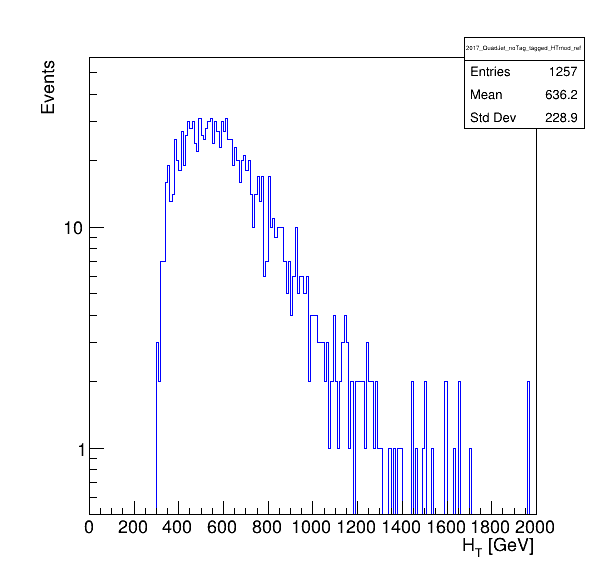 2017_QuadJet_noTag_tagged_HTmod_ref
Entries 1257
Mean 636.2
Std Dev 228.9
Events
10
1
0 200 400 600 800 1000 1200 1400 1600 1800 2000
H_T [GeV]